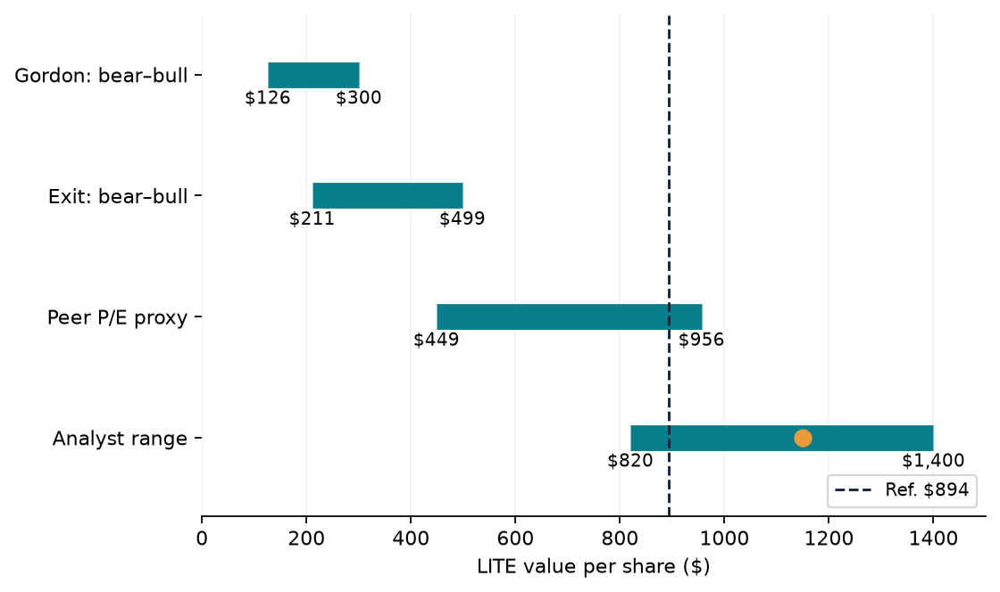 Gordon: bear–bull
$126
$300
Exit: bear–bull
$211
$499
Peer P/E proxy
$449
$956
Analyst range
$820
$1,400
Ref. $894
0
200
400
600
800
1000
1200
1400
LITE value per share ($)